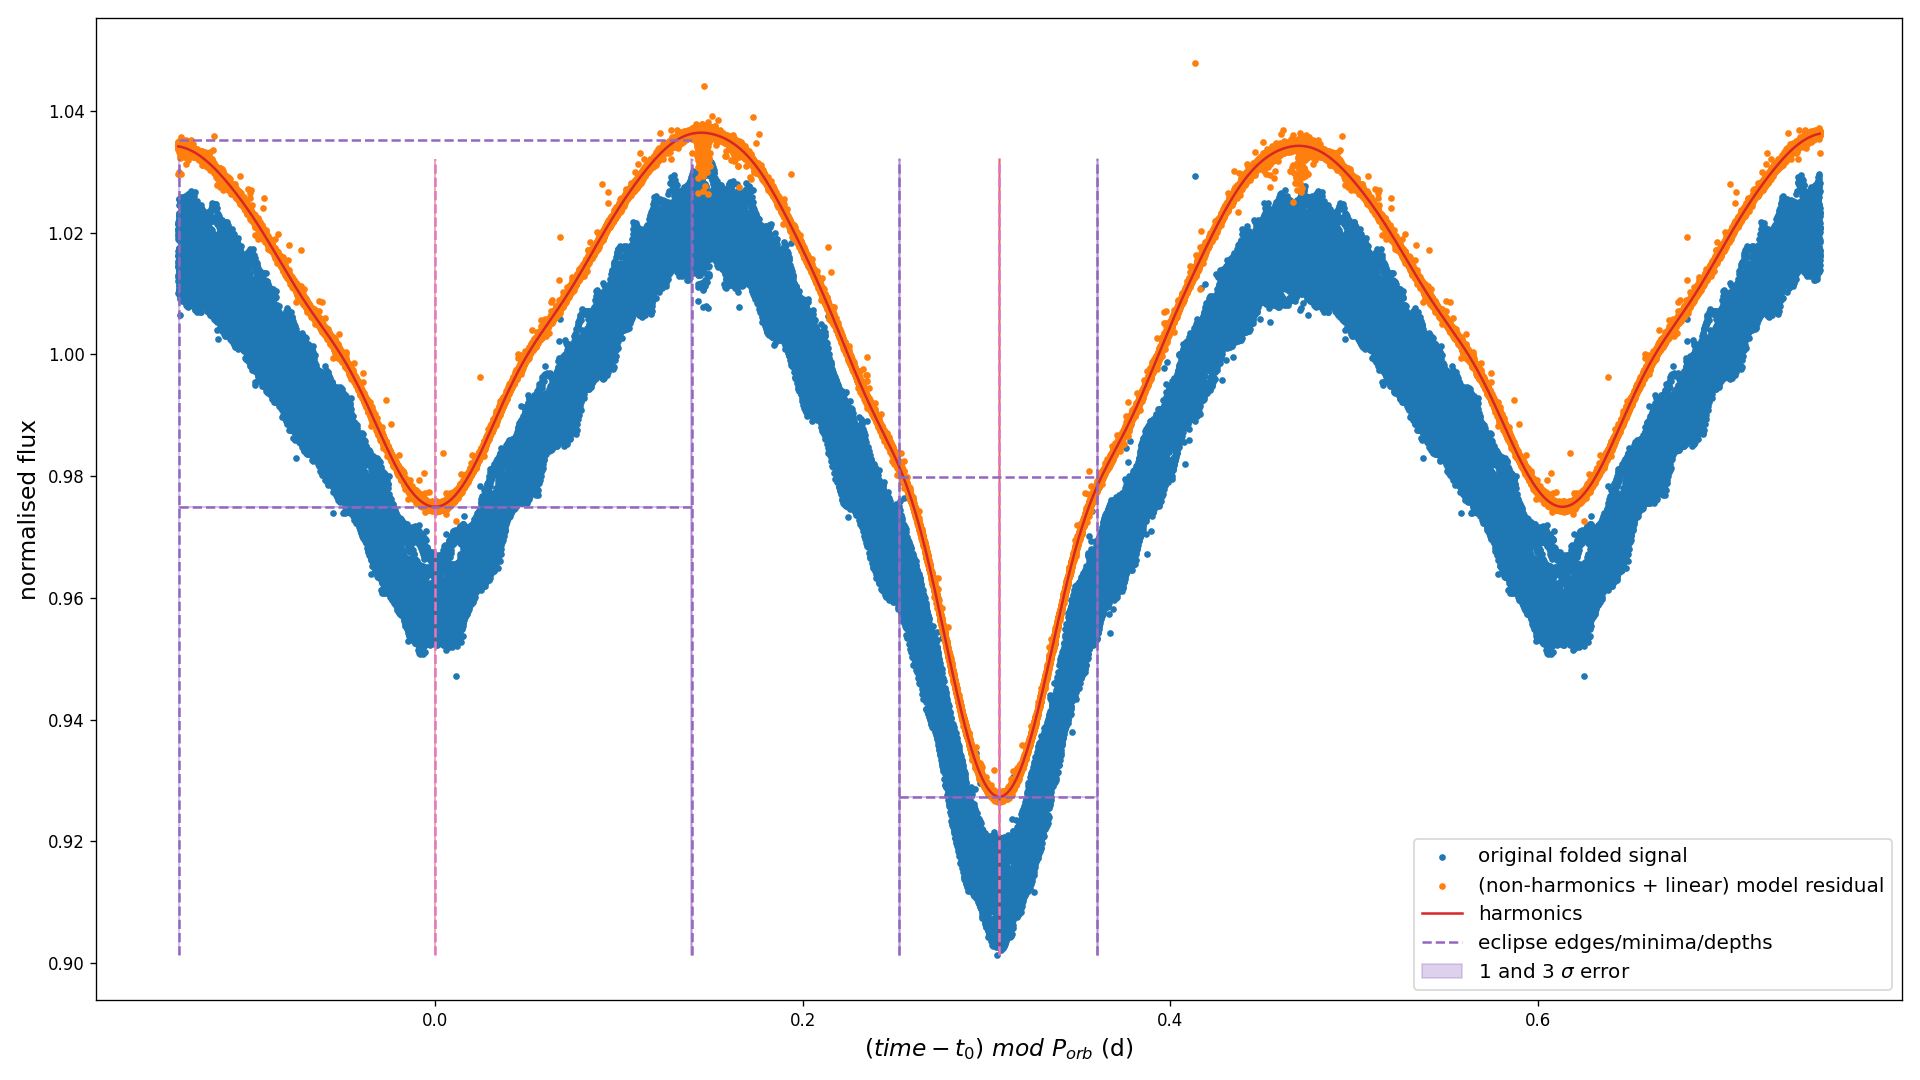 normalised flux
1.04
1.02
1.00
0.98
0.96
0.94
0.92
0.90
0.0
0.2
0.4
0.6
(time − t₀) mod Pₒᵣb (d)
original folded signal
(non-harmonics + linear) model residual
harmonics
eclipse edges/minima/depths
1 and 3 σ error